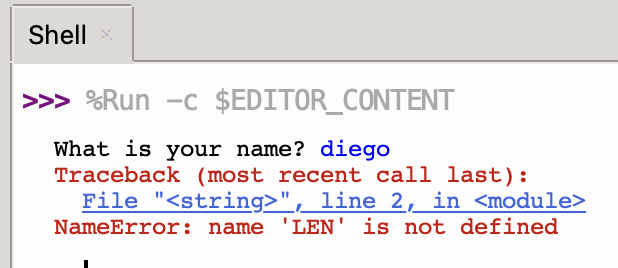 Shell ×
>>> %Run -c $EDITOR_CONTENT
What is your name? diego
Traceback (most recent call last):
File "<string>", line 2, in <module>
NameError: name 'LEN' is not defined